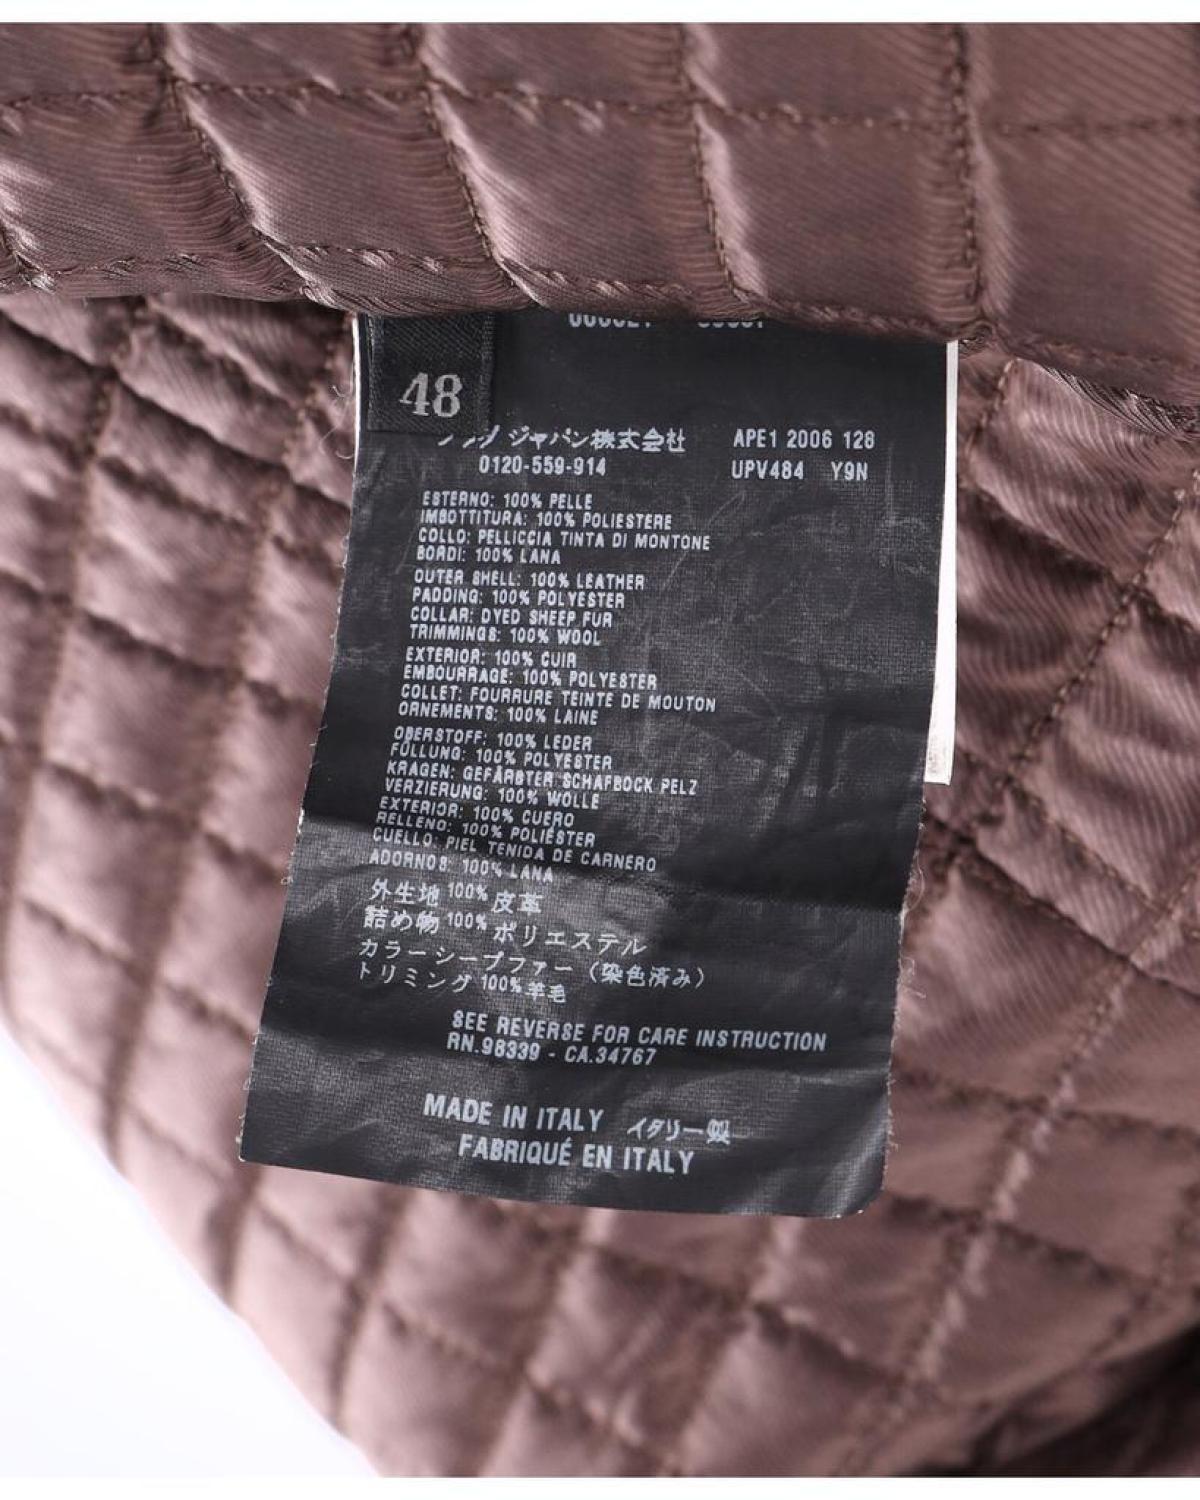 48
ジャパン株式会社
0120-559-914
APE1 2006 128
UPV484 Y9N
ESTERNO: 100% PELLE
IMBOTTITURA: 100% POLIESTERE
COLLO: PELLICCIA TINTA DI MONTONE
BORDI: 100% LANA
OUTER SHELL: 100% LEATHER
PADDING: 100% POLYESTER
COLLAR: DYED SHEEP FUR
TRIMMINGS: 100% WOOL
EXTERIOR: 100% CUIR
EMBOURRAGE: 100% POLYESTER
COLLET: FOURRURE TEINTE DE MOUTON
ORNEMENTS: 100% LAINE
OBERSTOFF: 100% LEDER
FÜLLUNG: 100% POLYESTER
KRAGEN: GEFÄRBTER SCHAFBOCK PELZ
VERZIERUNG: 100% WOLLE
EXTERIOR: 100% CUERO
RELLENO: 100% POLIÉSTER
CUELLO: PIEL TENIDA DE CARNERO
ADORNOS: 100% LANA
外生地 100% 皮革
詰め物 100% ポリエステル
カラーシープファー（染色済み）
トリミング 100% 羊毛
SEE REVERSE FOR CARE INSTRUCTION
RN.98339 - CA.34767
MADE IN ITALY イタリー製
FABRIQUÉ EN ITALY